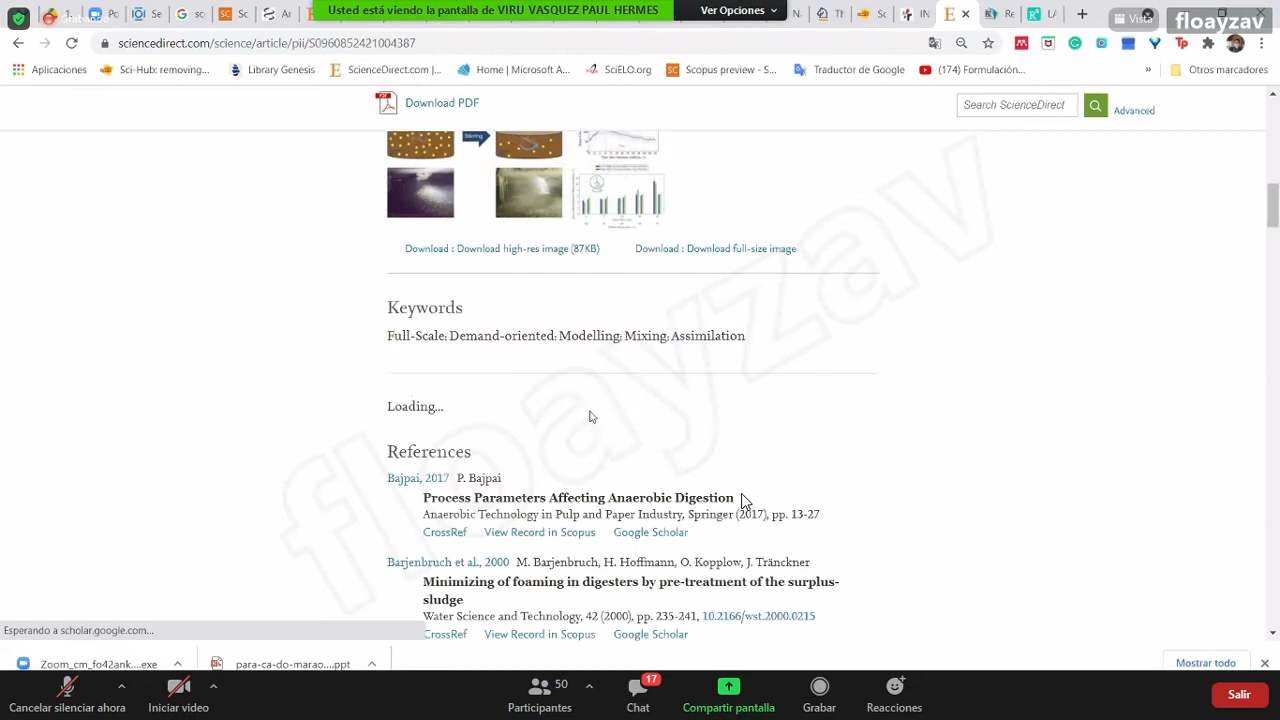 Usted está viendo la pantalla de VIRU VASQUEZ PAUL HERMES
Ver Opciones
Vista
floayzav
sciencedirect.com/science/article/pii/S0960852421004387
Aplicaciones
Sci-Hub: removing...
Library Genesis
ScienceDirect.com |...
Home | Microsoft A...
SciELO.org
Scopus preview - S...
Traductor de Google
(174) Formulación...
»
Otros marcadores
Download PDF
Search ScienceDirect
Advanced
Stirring
Download : Download high-res image (87KB)
Download : Download full-size image
Keywords
Full-Scale; Demand-oriented; Modelling; Mixing; Assimilation
Loading...
References
Bajpai, 2017 P. Bajpai
Process Parameters Affecting Anaerobic Digestion
Anaerobic Technology in Pulp and Paper Industry, Springer (2017), pp. 13-27
CrossRef View Record in Scopus Google Scholar
Barjenbruch et al., 2000 M. Barjenbruch, H. Hoffmann, O. Kopplow, J. Tränckner
Minimizing of foaming in digesters by pre-treatment of the surplus-
sludge
Water Science and Technology, 42 (2000), pp. 235-241, 10.2166/wst.2000.0215
CrossRef View Record in Scopus Google Scholar
floayzav
Esperando a scholar.google.com...
Zoom_cm_fo42ank....exe
para-ca-do-marao....ppt
Mostrar todo
50
17
Cancelar silenciar ahora
Iniciar video
Participantes
Chat
Compartir pantalla
Grabar
Reacciones
Salir